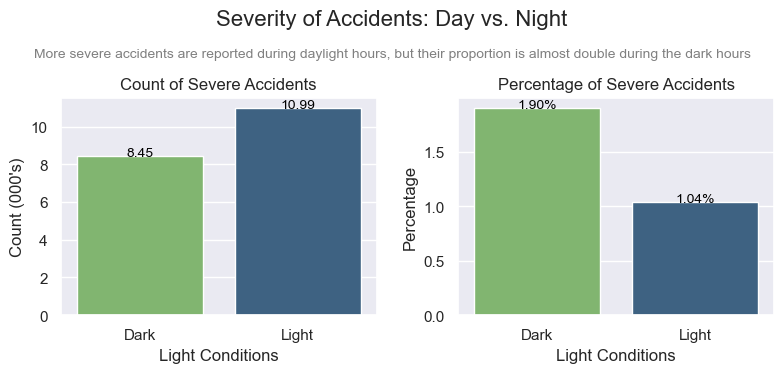 Severity of Accidents: Day vs. Night
More severe accidents are reported during daylight hours, but their proportion is almost double during the dark hours
Count of Severe Accidents
10.99
8.45
10
8
6
4
2
0
Count (000's)
Dark
Light
Light Conditions
Percentage of Severe Accidents
1.90%
1.04%
1.5
1.0
0.5
0.0
Percentage
Dark
Light
Light Conditions